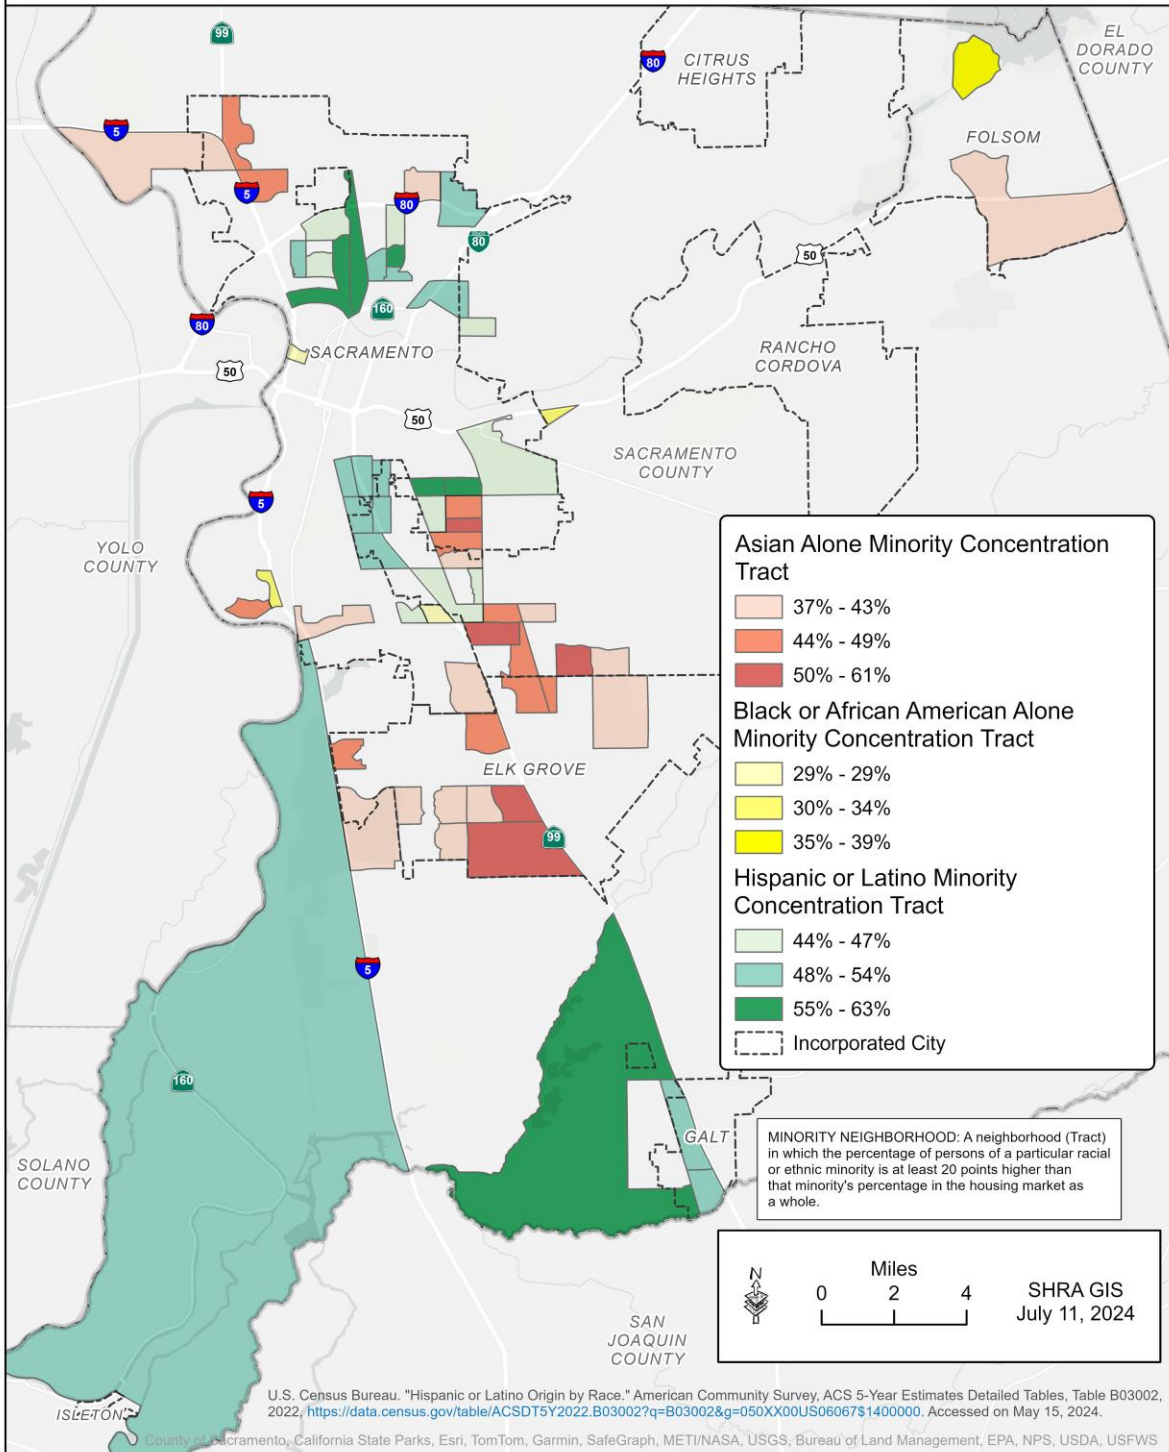 99
EL
DORADO
COUNTY
80
CITRUS
HEIGHTS
5
FOLSOM
5
80
80
50
160
80
SACRAMENTO
RANCHO
CORDOVA
50
50
SACRAMENTO
COUNTY
5
YOLO
COUNTY
Asian Alone Minority Concentration
Tract
37% - 43%
44% - 49%
50% - 61%
Black or African American Alone
Minority Concentration Tract
29% - 29%
30% - 34%
35% - 39%
Hispanic or Latino Minority
Concentration Tract
44% - 47%
48% - 54%
55% - 63%
Incorporated City
ELK GROVE
99
5
160
GALT
MINORITY NEIGHBORHOOD: A neighborhood (Tract)
in which the percentage of persons of a particular racial
or ethnic minority is at least 20 points higher than
that minority's percentage in the housing market as
a whole.
SOLANO
COUNTY
N
Miles
0 2 4
SHRA GIS
July 11, 2024
SAN
JOAQUIN
COUNTY
ISLETON
U.S. Census Bureau. "Hispanic or Latino Origin by Race." American Community Survey, ACS 5-Year Estimates Detailed Tables, Table B03002,
2022, https://data.census.gov/table/ACSDT5Y2022.B03002?q=B03002&g=050XX00US06067$1400000. Accessed on May 15, 2024.
County of Sacramento, California State Parks, Esri, TomTom, Garmin, SafeGraph, METI/NASA, USGS, Bureau of Land Management, EPA, NPS, USDA, USFWS